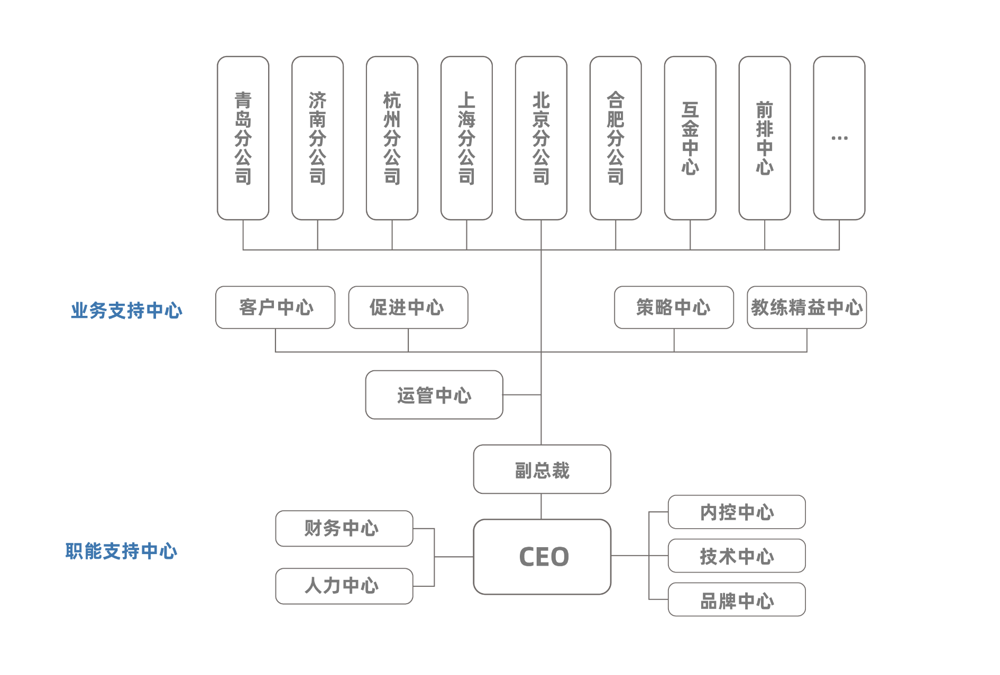 青岛分公司
济南分公司
杭州分公司
上海分公司
北京分公司
合肥分公司
互金中心
前排中心
...
业务支持中心
客户中心
促进中心
策略中心
教练精益中心
运管中心
副总裁
职能支持中心
财务中心
人力中心
CEO
内控中心
技术中心
品牌中心